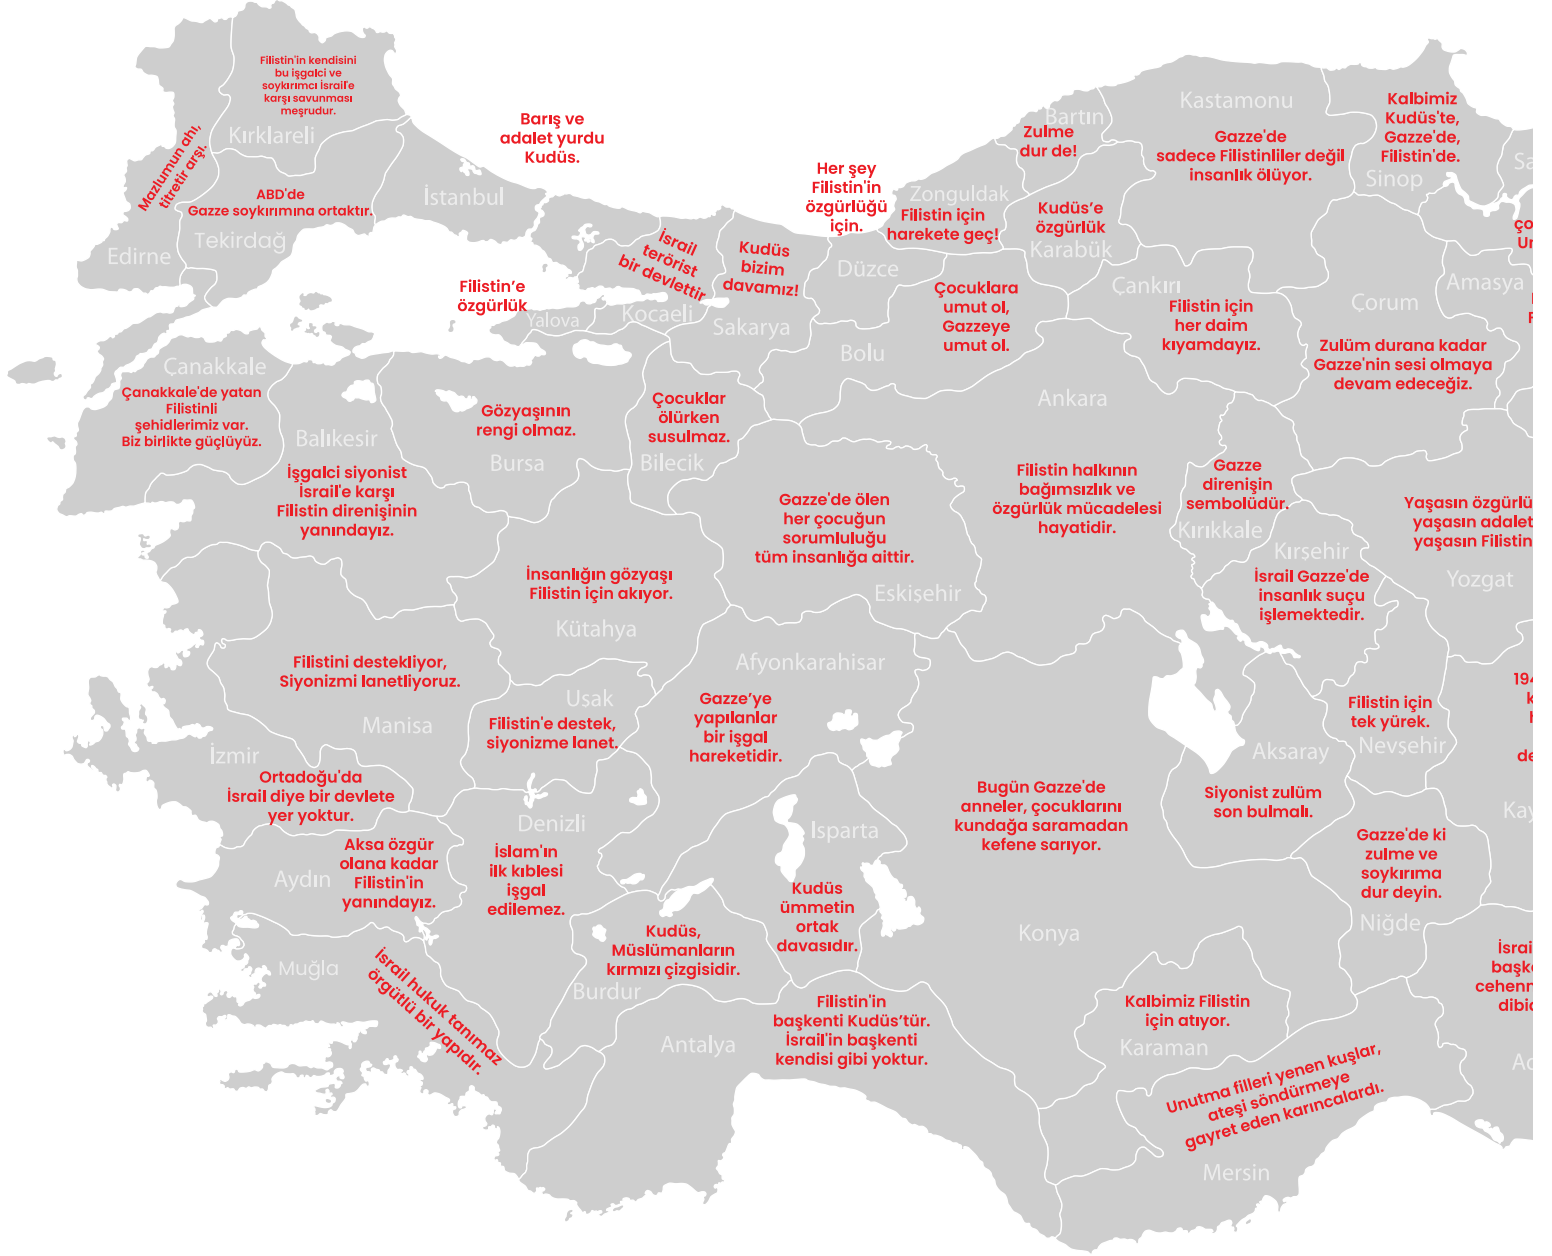 Filistin'in kendisini
bu işgalci ve
soykırımcı İsrail'e
karşı savunması
meşrudur.
Kırklareli
Mazlumun ahı,
titretir arşı.
Edirne
ABD'de
Gazze soykırımına ortaktır.
Tekirdağ
Barış ve
adalet yurdu
Kudüs.
İstanbul
Filistin'e
özgürlük
Yalova
İsrail
terörist
bir devlettir
Kocaeli
Kudüs
bizim
davamız!
Sakarya
Her şey
Filistin'in
özgürlüğü
için.
Düzce
Zonguldak
Filistin için
harekete geç!
Bartın
Zulme
dur de!
Kudüs’e
özgürlük
Karabük
Kastamonu
Gazze'de
sadece Filistinliler değil
insanlık ölüyor.
Kalbimiz
Kudüs'te,
Gazze'de,
Filistin'de.
Sinop
Çocuklara
umut ol,
Gazzeye
umut ol.
Bolu
Çankırı
Filistin için
her daim
kıyamdayız.
Çorum
Zulüm durana kadar
Gazze'nin sesi olmaya
devam edeceğiz.
Amasya
Çanakkale
Çanakkale'de yatan
Filistinli
şehidlerimiz var.
Biz birlikte güçlüyüz.
Balıkesir
İşgalci siyonist
İsrail'e karşı
Filistin direnişinin
yanındayız.
Gözyaşının
rengi olmaz.
Bursa
Çocuklar
ölürken
susulmaz.
Bilecik
Gazze'de ölen
her çocuğun
sorumluluğu
tüm insanlığa aittir.
Eskişehir
Ankara
Filistin halkının
bağımsızlık ve
özgürlük mücadelesi
hayatidir.
Gazze
direnişin
sembolüdür.
Kırıkkale
Kırşehir
İsrail Gazze'de
insanlık suçu
işlemektedir.
Yaşasın özgürlü
yaşasın adalet
yaşasın Filistin
Yozgat
İnsanlığın gözyaşı
Filistin için akıyor.
Kütahya
Filistini destekliyor,
Siyonizmi lanetliyoruz.
Manisa
Uşak
Filistin'e destek,
siyonizme lanet.
Afyonkarahisar
Gazze’ye
yapılanlar
bir işgal
hareketidir.
İzmir
Ortadoğu'da
İsrail diye bir devlete
yer yoktur.
Filistin için
tek yürek.
Nevşehir
Aksaray
Siyonist zulüm
son bulmalı.
Bugün Gazze'de
anneler, çocuklarını
kundağa saramadan
kefene sarıyor.
Konya
Aydın
Aksa özgür
olana kadar
Filistin'in
yanındayız.
Denizli
İslam'ın
ilk kıblesi
işgal
edilemez.
Isparta
Kudüs
ümmetin
ortak
davasıdır.
Gazze'de ki
zulme ve
soykırıma
dur deyin.
Niğde
Muğla
İsrail hukuk tanımaz
örgütlü bir yapıdır.
Kudüs,
Müslümanların
kırmızı çizgisidir.
Burdur
Antalya
Filistin'in
başkenti Kudüs’tür.
İsrail'in başkenti
kendisi gibi yoktur.
Kalbimiz Filistin
için atıyor.
Karaman
Unutma filleri yenen kuşlar,
ateşi söndürmeye
gayret eden karıncalardı.
Mersin